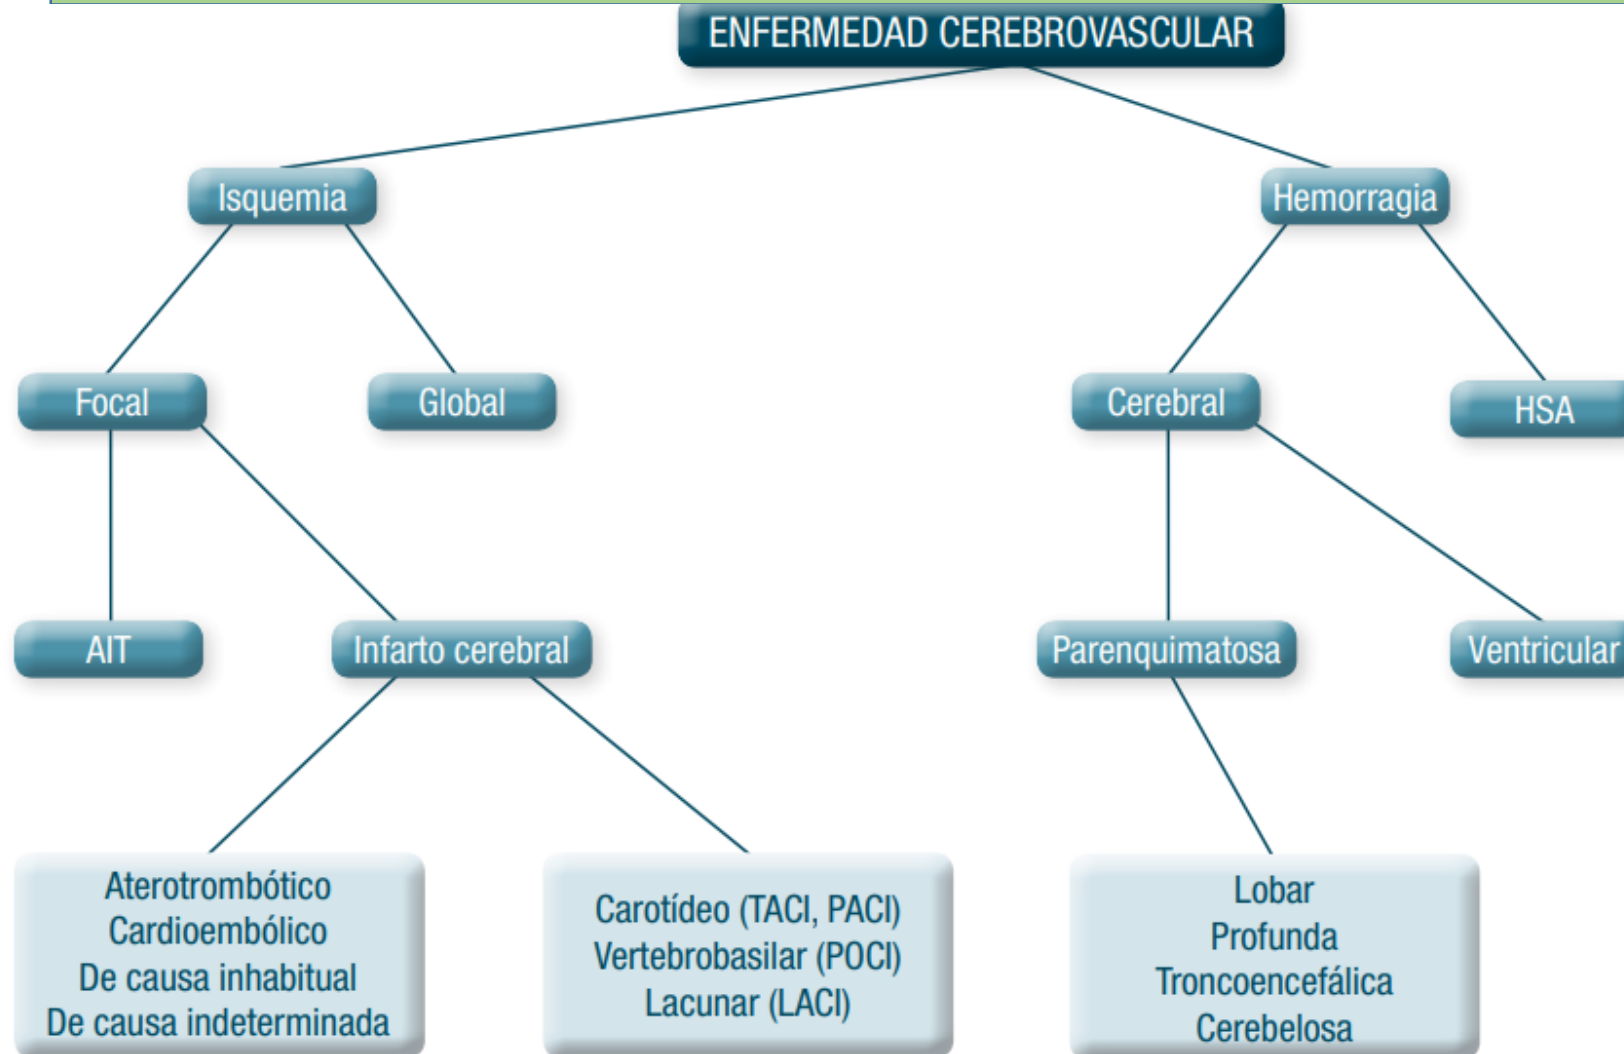 ENFERMEDAD CEREBROVASCULAR
Isquemia
Hemorragia
Focal
Global
Cerebral
HSA
AIT
Infarto cerebral
Parenquimatosa
Ventricular
Aterotrombótico
Cardioembólico
De causa inhabitual
De causa indeterminada
Carotídeo (TACI, PACI)
Vertebrobasilar (POCI)
Lacunar (LACI)
Lobar
Profunda
Troncoencefálica
Cerebelosa